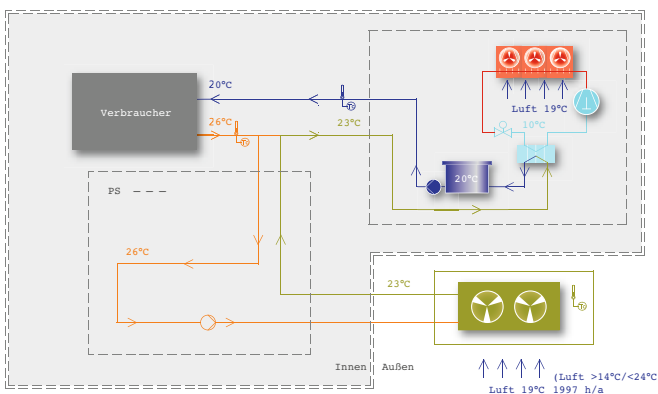 20°C
Verbraucher
26°C
23°C
Luft 19°C
10°C
20°C
PS
26°C
23°C
Innen
Außen
(Luft >14°C/<24°C
Luft 19°C 1997 h/a